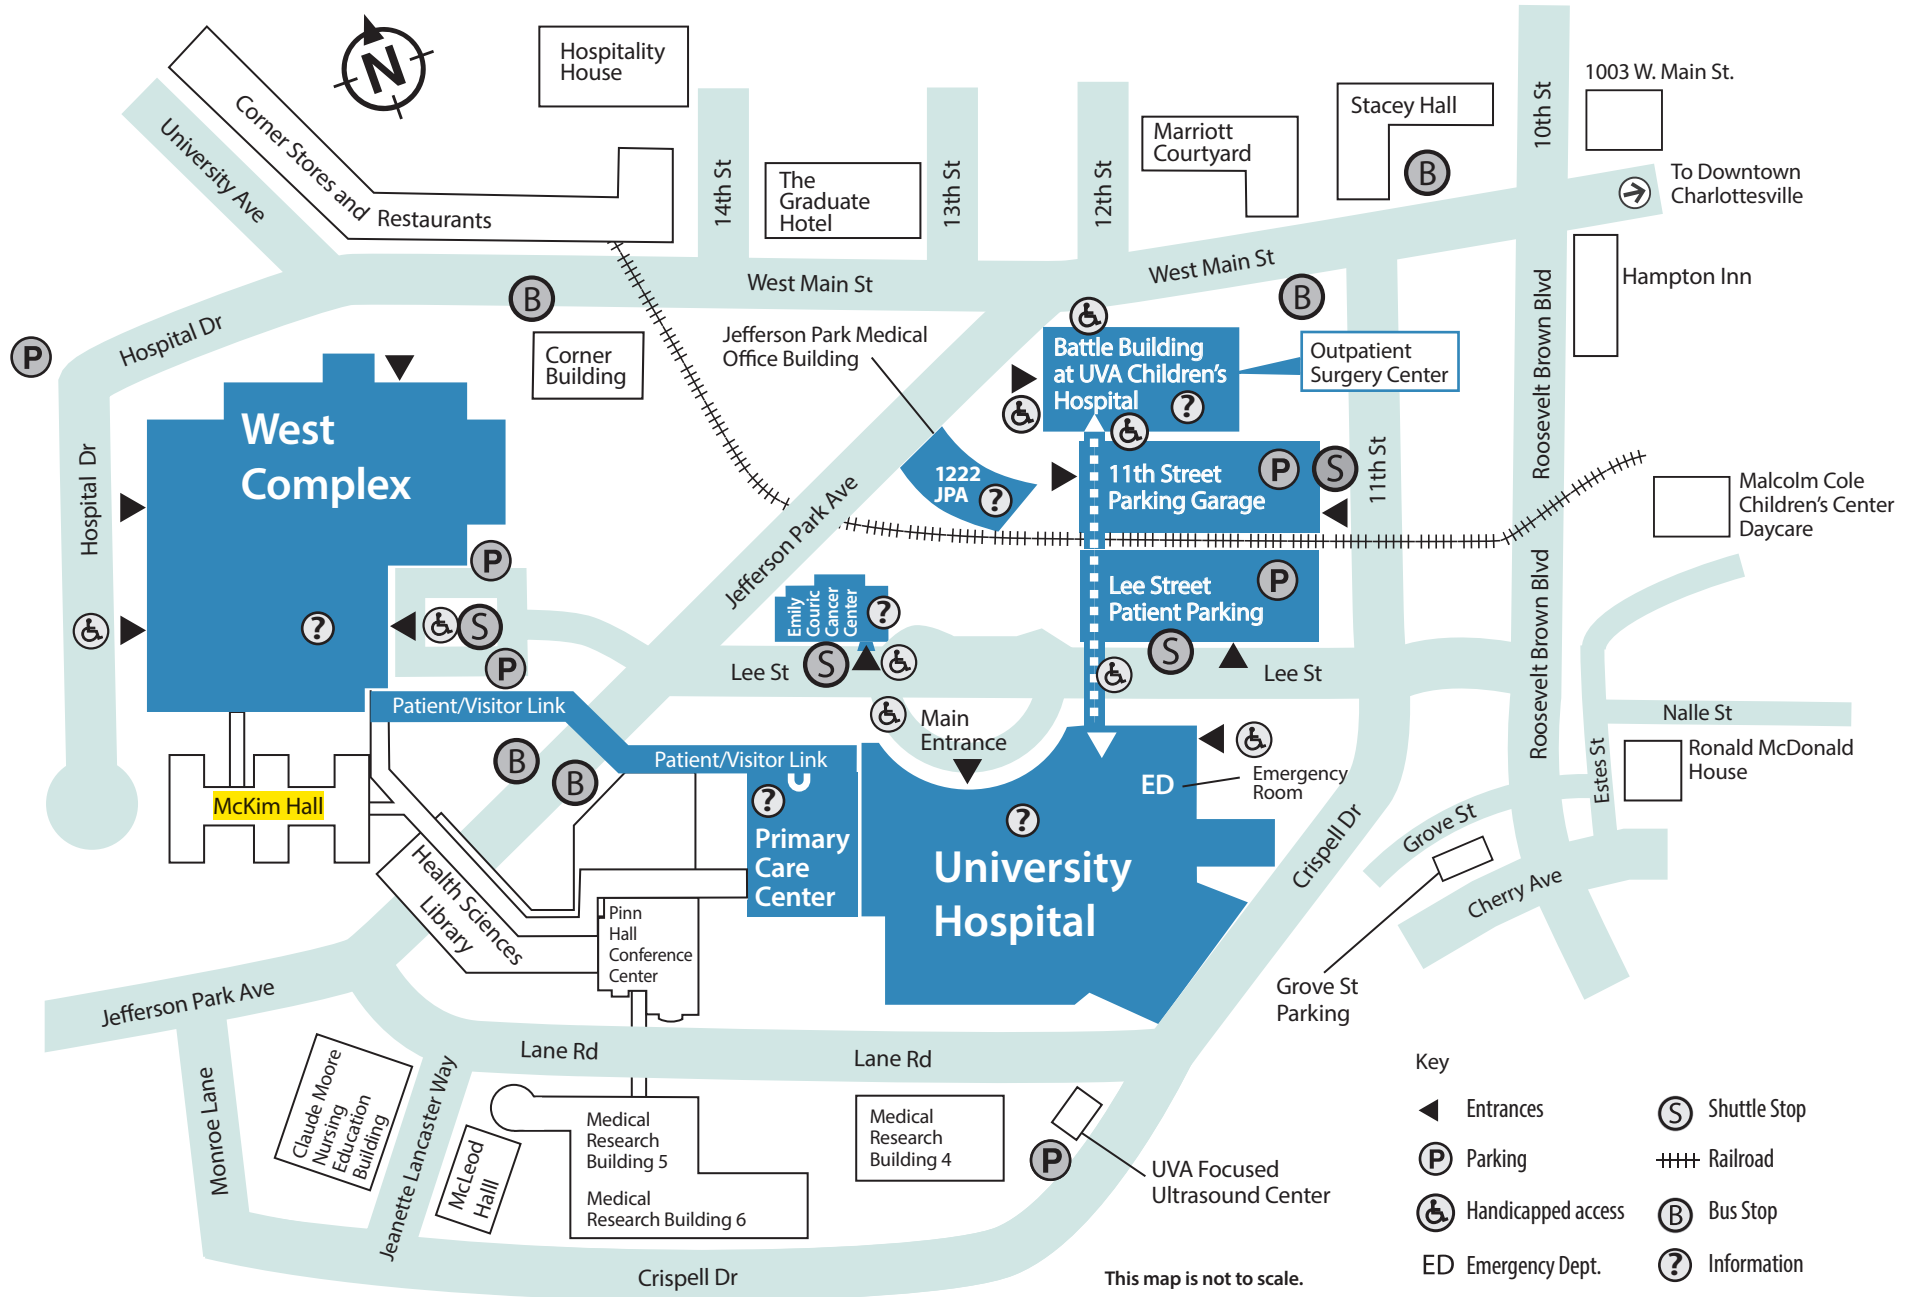 N
Hospitality
House
Corner Stores and
Restaurants
University Ave
14th St
The
Graduate
Hotel
13th St
12th St
Marriott
Courtyard
Stacey Hall
B
10th St
1003 W. Main St.
To Downtown
Charlottesville
Hampton Inn
West Main St
West Main St
B
B
Hospital Dr
P
Corner
Building
Jefferson Park Medical
Office Building
Battle Building
at UVA Children's
Hospital
?
Outpatient
Surgery Center
Roosevelt Brown Blvd
West
Complex
Hospital Dr
1222
JPA
?
11th Street
Parking Garage
P
S
11th St
Malcolm Cole
Children's Center
Daycare
Jefferson Park Ave
P
S
P
?
Emily
Couric
Cancer
Center
?
Lee Street
Patient Parking
P
S
S
Lee St
Lee St
Roosevelt Brown Blvd
Nalle St
Estes St
Ronald McDonald
House
Patient/Visitor Link
Patient/Visitor Link
B
B
Main
Entrance
ED
Emergency
Room
McKim Hall
?
Primary
Care
Center
?
University
Hospital
Crispell Dr
Grove St
Cherry Ave
Grove St
Parking
Health Sciences
Library
Pinn
Hall
Conference
Center
Jefferson Park Ave
Lane Rd
Lane Rd
Monroe Lane
Claude Moore
Nursing
Education
Building
Jeanette Lancaster Way
McLeod
Halll
Medical
Research
Building 5
Medical
Research Building 6
Medical
Research
Building 4
P
UVA Focused
Ultrasound Center
Crispell Dr
This map is not to scale.
Key
Entrances
P Parking
Handicapped access
ED Emergency Dept.
S Shuttle Stop
Railroad
B Bus Stop
? Information